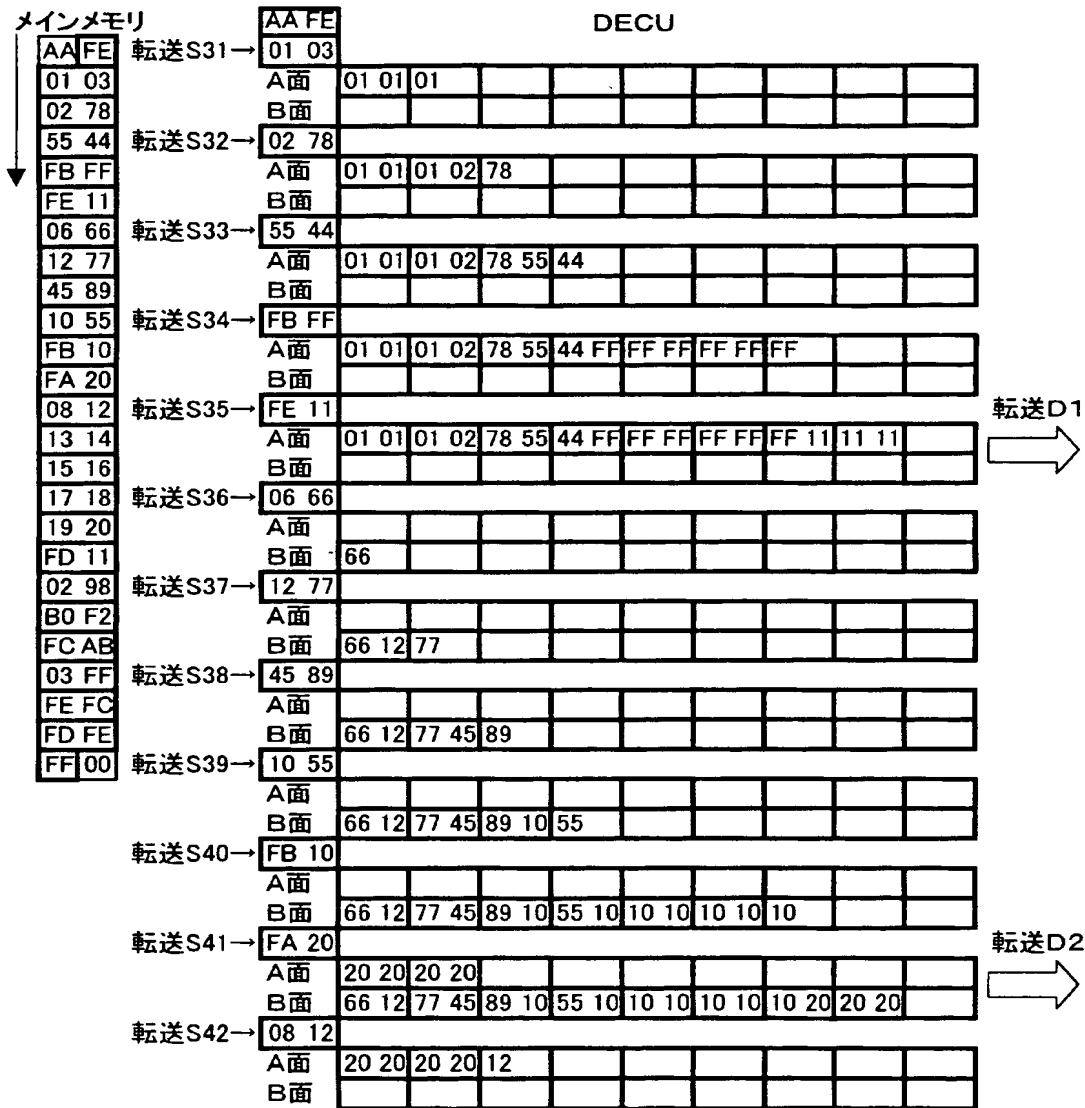 メインメモリ
AA FE
01 03
02 78
55 44
FB FF
FE 11
06 66
12 77
45 89
10 55
FB 10
FA 20
08 12
13 14
15 16
17 18
19 20
FD 11
02 98
B0 F2
FC AB
03 FF
FE FC
FD FE
FF 00
DECU
AA FE
転送S31→ 01 03
A面 01 01 01
B面
転送S32→ 02 78
A面 01 01 01 02 78
B面
転送S33→ 55 44
A面 01 01 01 02 78 55 44
B面
転送S34→ FB FF
A面 01 01 01 02 78 55 44 FF FF FF FF FF FF
B面
転送S35→ FE 11
A面 01 01 01 02 78 55 44 FF FF FF FF FF FF 11 11 11
B面
転送D1
転送S36→ 06 66
A面
B面 66
転送S37→ 12 77
A面
B面 66 12 77
転送S38→ 45 89
A面
B面 66 12 77 45 89
転送S39→ 10 55
A面
B面 66 12 77 45 89 10 55
転送S40→ FB 10
A面
B面 66 12 77 45 89 10 55 10 10 10 10 10 10
転送S41→ FA 20
A面 20 20 20 20
B面 66 12 77 45 89 10 55 10 10 10 10 10 10 20 20 20
転送D2
転送S42→ 08 12
A面 20 20 20 20 12
B面